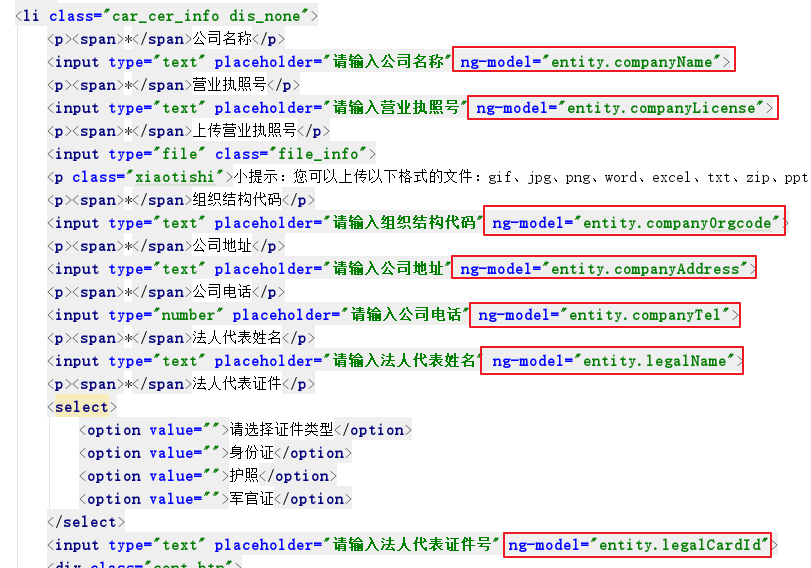 <li class="car_cer_info dis_none">
<p><span>*</span>公司名称</p>
<input type="text" placeholder="请输入公司名称" ng-model="entity.companyName">
<p><span>*</span>营业执照号</p>
<input type="text" placeholder="请输入营业执照号" ng-model="entity.companyLicense">
<p><span>*</span>上传营业执照号</p>
<input type="file" class="file_info">
<p class="xiaotishi">小提示：您可以上传以下格式的文件：gif、jpg、png、word、excel、txt、zip、ppt
<p><span>*</span>组织结构代码</p>
<input type="text" placeholder="请输入组织结构代码" ng-model="entity.companyOrgcode">
<p><span>*</span>公司地址</p>
<input type="text" placeholder="请输入公司地址" ng-model="entity.companyAddress">
<p><span>*</span>公司电话</p>
<input type="number" placeholder="请输入公司电话" ng-model="entity.companyTel">
<p><span>*</span>法人代表姓名</p>
<input type="text" placeholder="请输入法人代表姓名" ng-model="entity.legalName">
<p><span>*</span>法人代表证件</p>
<select>
<option value="">请选择证件类型</option>
<option value="">身份证</option>
<option value="">护照</option>
<option value="">军官证</option>
</select>
<input type="text" placeholder="请输入法人代表证件号" ng-model="entity.legalCardId">